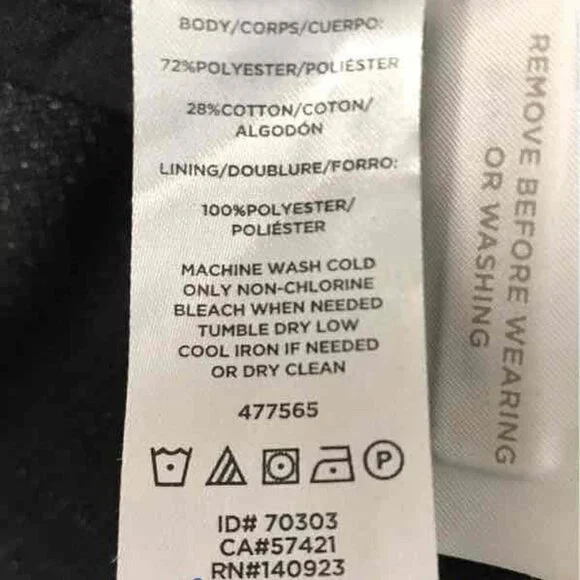 BODY/CORPS/CUERPO:
72%POLYESTER/POLIÉSTER
28%COTTON/COTON/
ALGODÓN
LINING/DOUBLURE/FORRO:
100%POLYESTER/
POLIÉSTER
MACHINE WASH COLD
ONLY NON-CHLORINE
BLEACH WHEN NEEDED
TUMBLE DRY LOW
COOL IRON IF NEEDED
OR DRY CLEAN
477565
P
ID# 70303
CA#57421
RN#140923
REMOVE BEFORE WEARING
OR WASHING